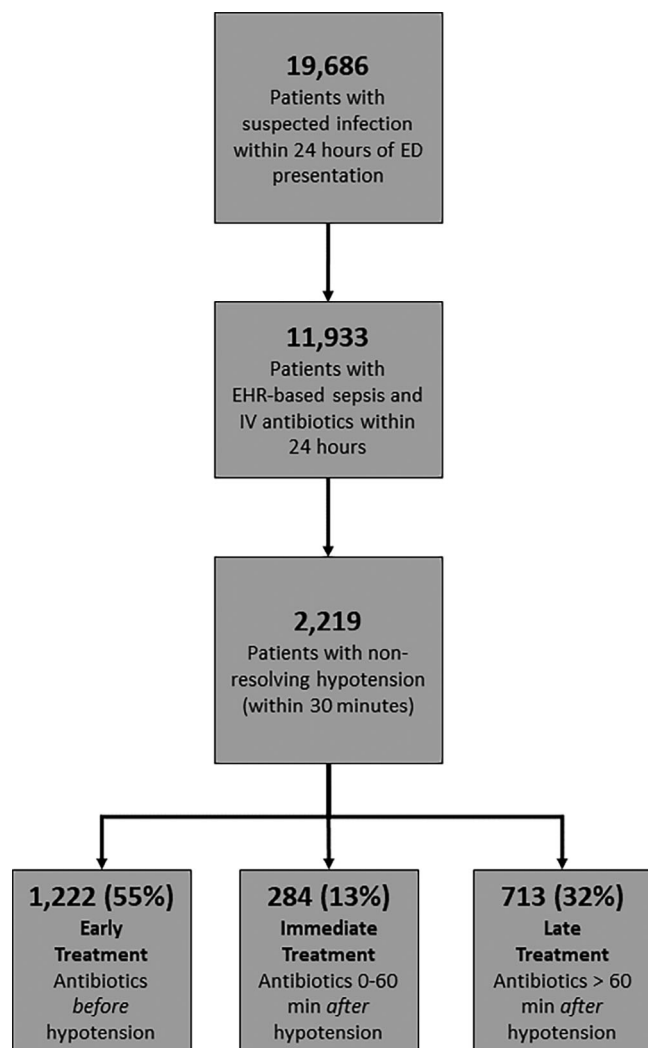 19,686
Patients with
suspected infection
within 24 hours of ED
presentation
11,933
Patients with
EHR-based sepsis and
IV antibiotics within
24 hours
2,219
Patients with non-
resolving hypotension
(within 30 minutes)
1,222 (55%)
Early
Treatment
Antibiotics
before
hypotension
284 (13%)
Immediate
Treatment
Antibiotics 0-60
min after
hypotension
713 (32%)
Late
Treatment
Antibiotics > 60
min after
hypotension